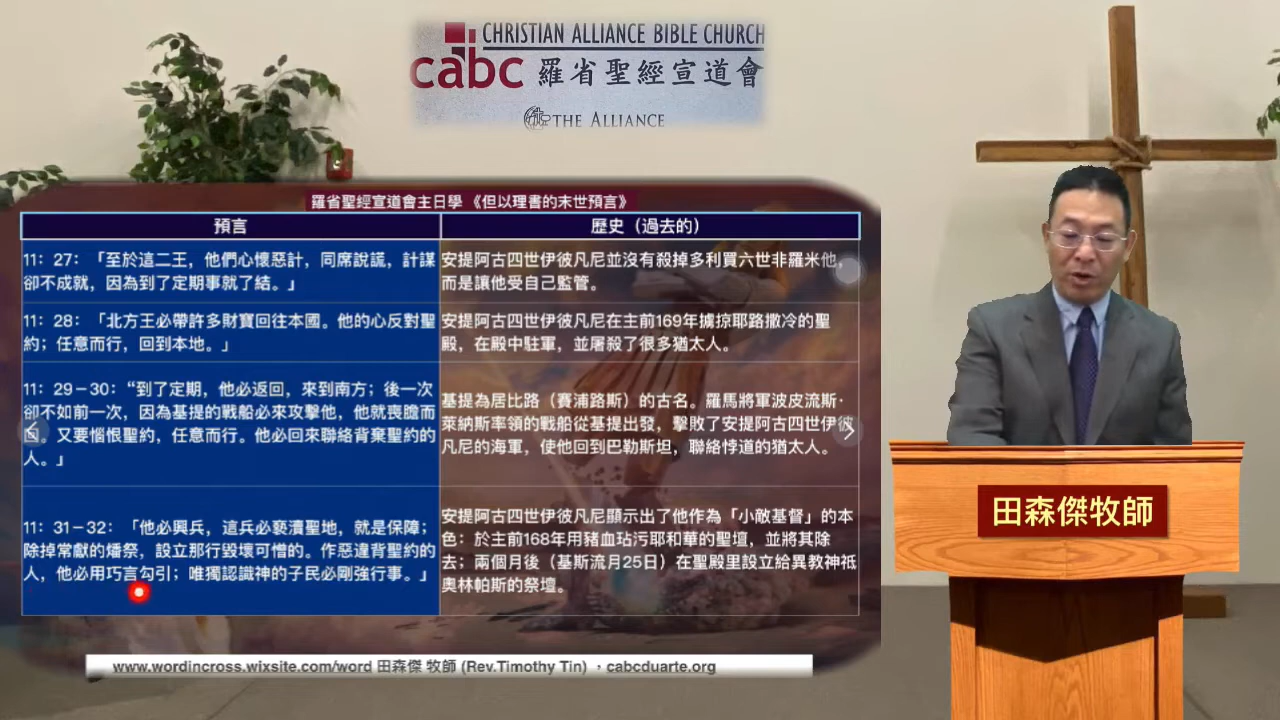 CHRISTIAN ALLIANCE BIBLE CHURCH
cabc 羅省聖經宣道會
THE ALLIANCE
羅省聖經宣道會主日學 《但以理書的末世預言》
預言
歷史（過去的）
11：27：「至於這二王，他們心懷惡計，同席說謊，計謀
卻不成就，因為到了定期事就了結。」
安提阿古四世伊彼凡尼並沒有殺掉多利買六世非羅米他，
而是讓他受自己監管。
11：28：「北方王必帶許多財寶回往本國。他的心反對聖
約；任意而行，回到本地。」
安提阿古四世伊彼凡尼在主前169年擄掠耶路撒冷的聖
殿，在殿中駐軍，並屠殺了很多猶太人。
11：29－30：“到了定期，他必返回，來到南方；後一次
卻不如前一次，因為基提的戰船必來攻擊他，他就喪膽而
回。又要惱恨聖約，任意而行。他必回來聯絡背棄聖約的
人。」
基提為居比路（賽浦路斯）的古名。羅馬將軍波皮流斯·
萊納斯率領的戰船從基提出發，擊敗了安提阿古四世伊彼
凡尼的海軍，使他回到巴勒斯坦，聯絡悖道的猶太人。
11：31－32：「他必興兵，這兵必褻瀆聖地，就是保障；
除掉常獻的燔祭，設立那行毀壞可憎的。作惡違背聖約的
人，他必用巧言勾引；唯獨認識神的子民必剛強行事。」
安提阿古四世伊彼凡尼顯示出了他作為「小敵基督」的本
色：於主前168年用豬血玷污耶和華的聖壇，並將其除
去；兩個月後（基斯流月25日）在聖殿里設立給異教神祇
奧林帕斯的祭壇。
www.wordincross.wixsite.com/word 田森傑 牧師 (Rev.Timothy Tin) ，cabcduarte.org
田森傑牧師